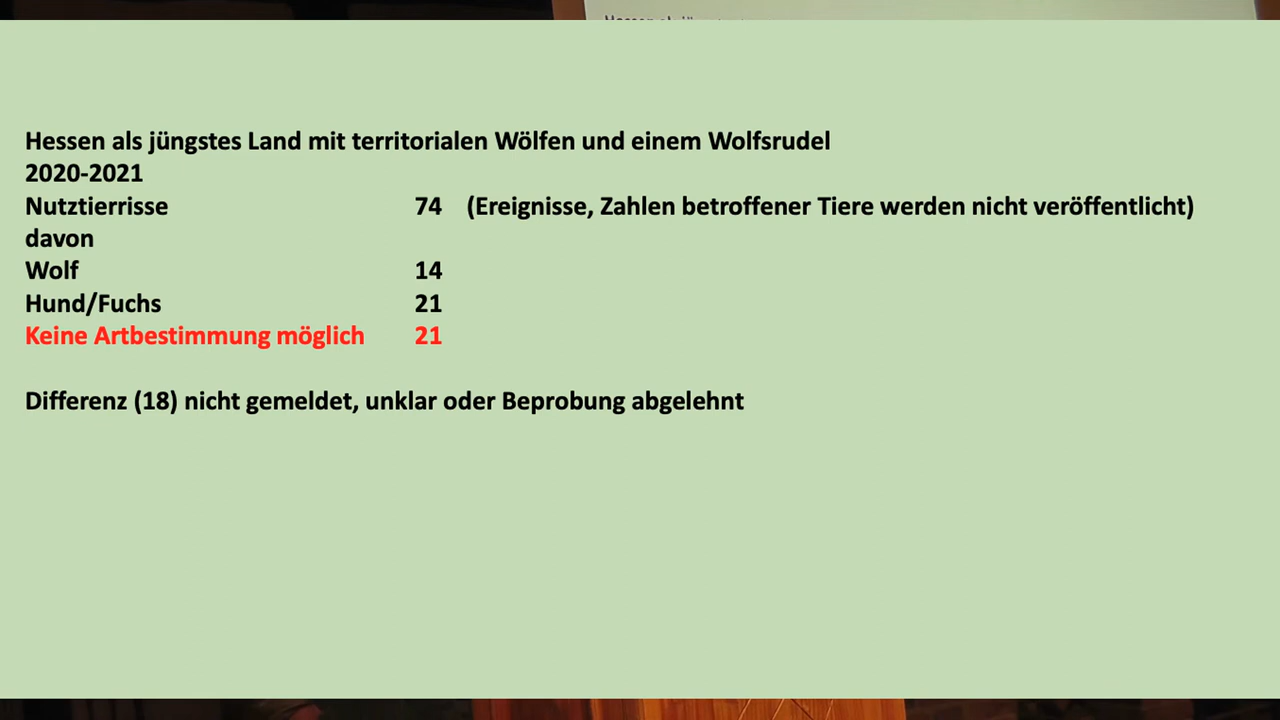 Hessen als jüngstes Land mit territorialen Wölfen und einem Wolfsrudel
2020-2021
Nutztierrisse 74 (Ereignisse, Zahlen betroffener Tiere werden nicht veröffentlicht)
davon
Wolf 14
Hund/Fuchs 21
Keine Artbestimmung möglich 21
Differenz (18) nicht gemeldet, unklar oder Beprobung abgelehnt